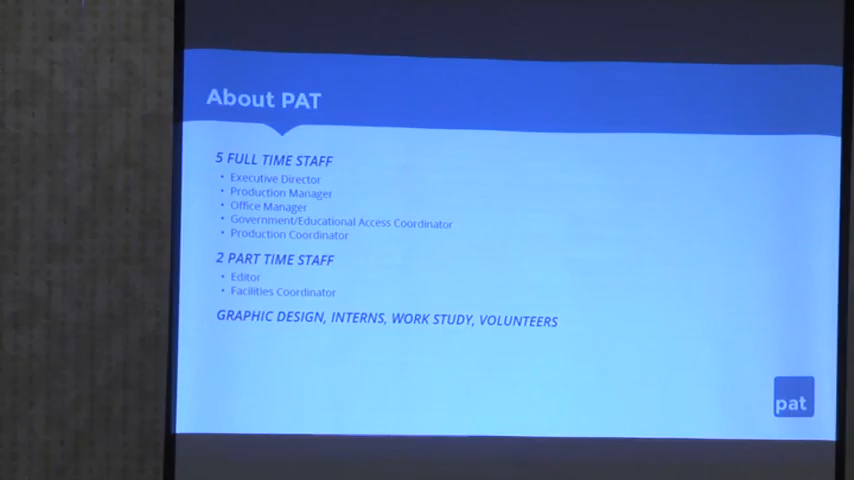 About PAT
5 FULL TIME STAFF
• Executive Director
• Production Manager
• Office Manager
• Government/Educational Access Coordinator
• Production Coordinator
2 PART TIME STAFF
• Editor
• Facilities Coordinator
GRAPHIC DESIGN, INTERNS, WORK STUDY, VOLUNTEERS
pat